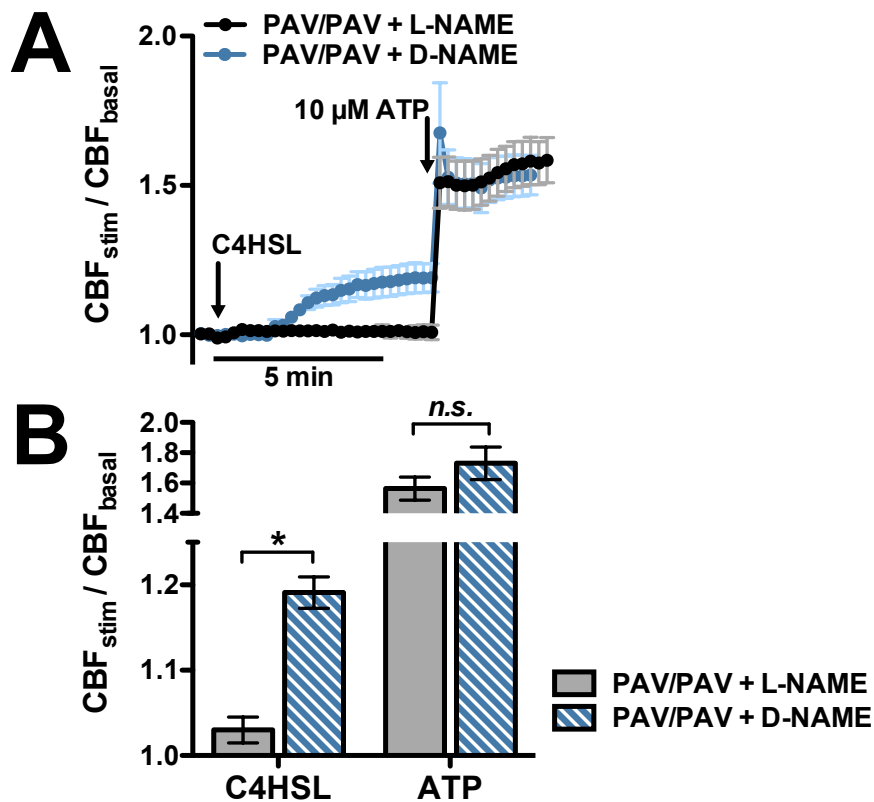 A
PAV/PAV + L-NAME
PAV/PAV + D-NAME
2.0
10 µM ATP
1.5
C4HSL
1.0
CBFstim / CBFbasal
5 min
B
n.s.
2.0
1.8
1.6
1.4
*
1.2
1.1
1.0
CBFstim / CBFbasal
C4HSL
ATP
PAV/PAV + L-NAME
PAV/PAV + D-NAME